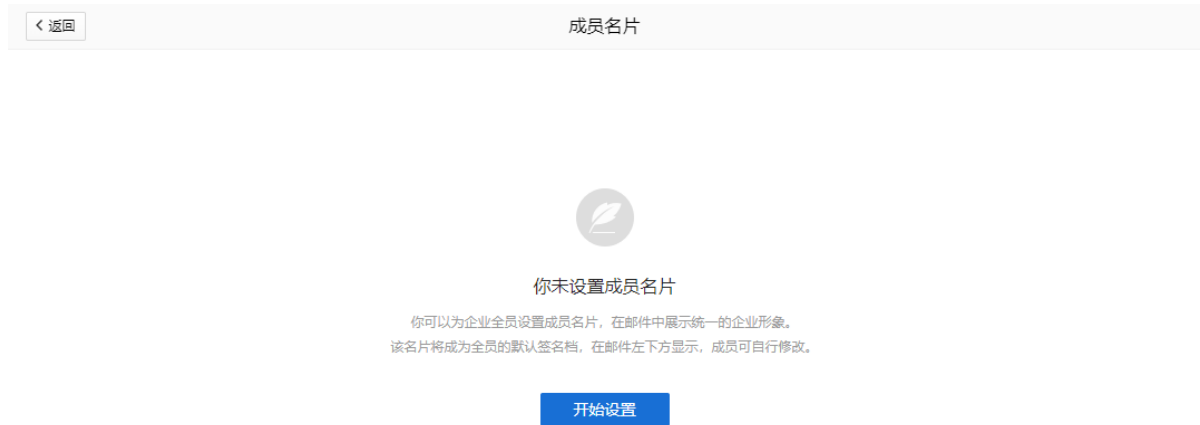 返回
成员名片
你未设置成员名片
你可以为企业全员设置成员名片，在邮件中展示统一的企业形象。
该名片将成为全员的默认签名档，在邮件左下方显示，成员可自行修改。
开始设置